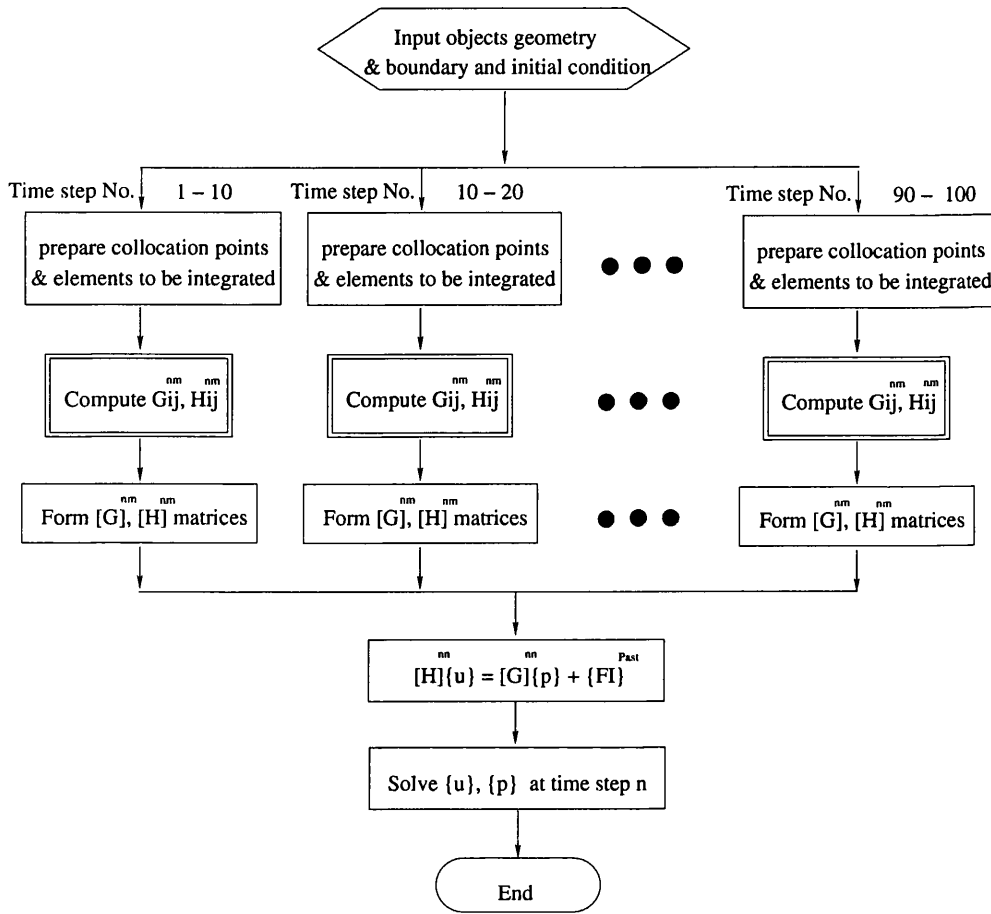 Input objects geometry
& boundary and initial condition
Time step No. 1 – 10
Time step No. 10 – 20
Time step No. 90 – 100
prepare collocation points
& elements to be integrated
prepare collocation points
& elements to be integrated
prepare collocation points
& elements to be integrated
Compute Gij^nm, Hij^nm
Compute Gij^nm, Hij^nm
Compute Gij^nm, Hij^nm
Form [G]^nm, [H]^nm matrices
Form [G]^nm, [H]^nm matrices
Form [G]^nm, [H]^nm matrices
[H]^nn{u} = [G]^nn{p} + {FI}^Past
Solve {u}, {p} at time step n
End